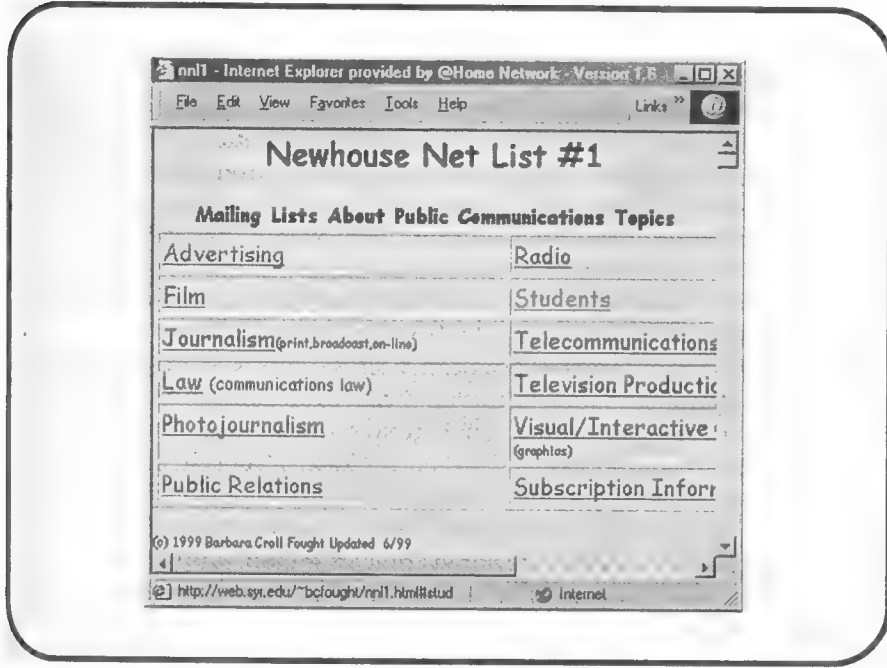 nnl1 - Internet Explorer provided by @Home Network - Version 1.8
File Edit View Favorites Tools Help Links »
Newhouse Net List #1
Mailing Lists About Public Communications Topics
Advertising Radio
Film Students
Journalism(print,broadcast,on-line) Telecommunications
Law (communications law) Television Productic
Photojournalism Visual/Interactive
(graphics)
Public Relations Subscription Inforr
(c) 1999 Barbara Croll Fought Updated 6/99
http://web.syr.edu/~bcfought/nnl1.html#stud Internet